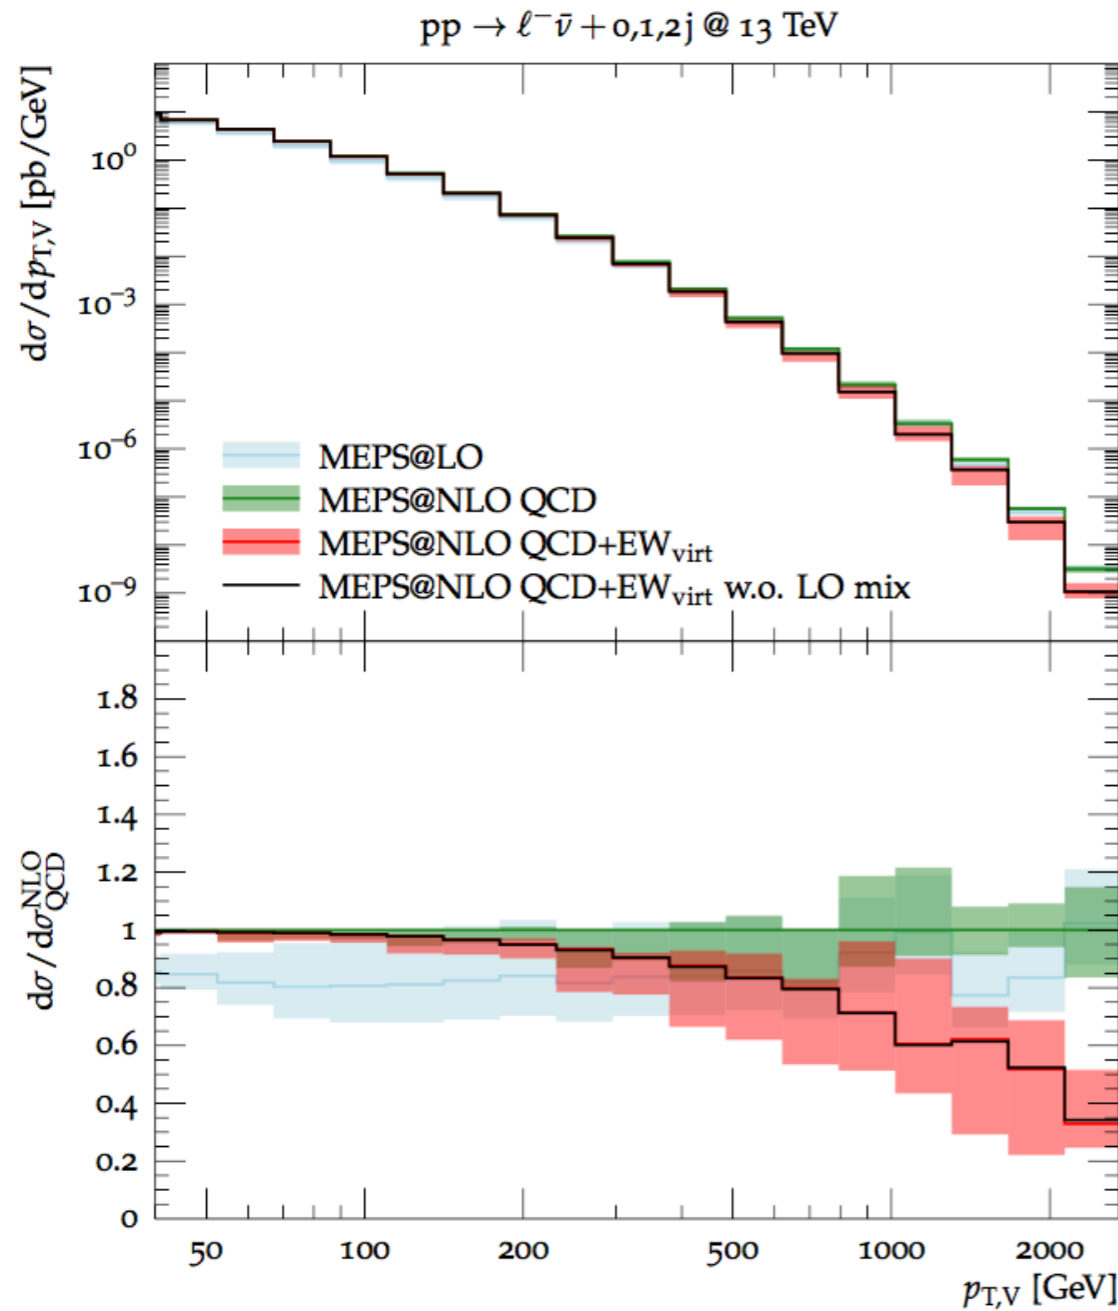 pp → ℓ⁻ν̄ + 0,1,2j @ 13 TeV
dσ/dp_T,V [pb/GeV]
10⁰
10⁻³
10⁻⁶
10⁻⁹
MEPS@LO
MEPS@NLO QCD
MEPS@NLO QCD+EW_virt
MEPS@NLO QCD+EW_virt w.o. LO mix
dσ/dσ_QCD^NLO
1.8
1.6
1.4
1.2
1
0.8
0.6
0.4
0.2
0
50 100 200 500 1000 2000
p_T,V [GeV]